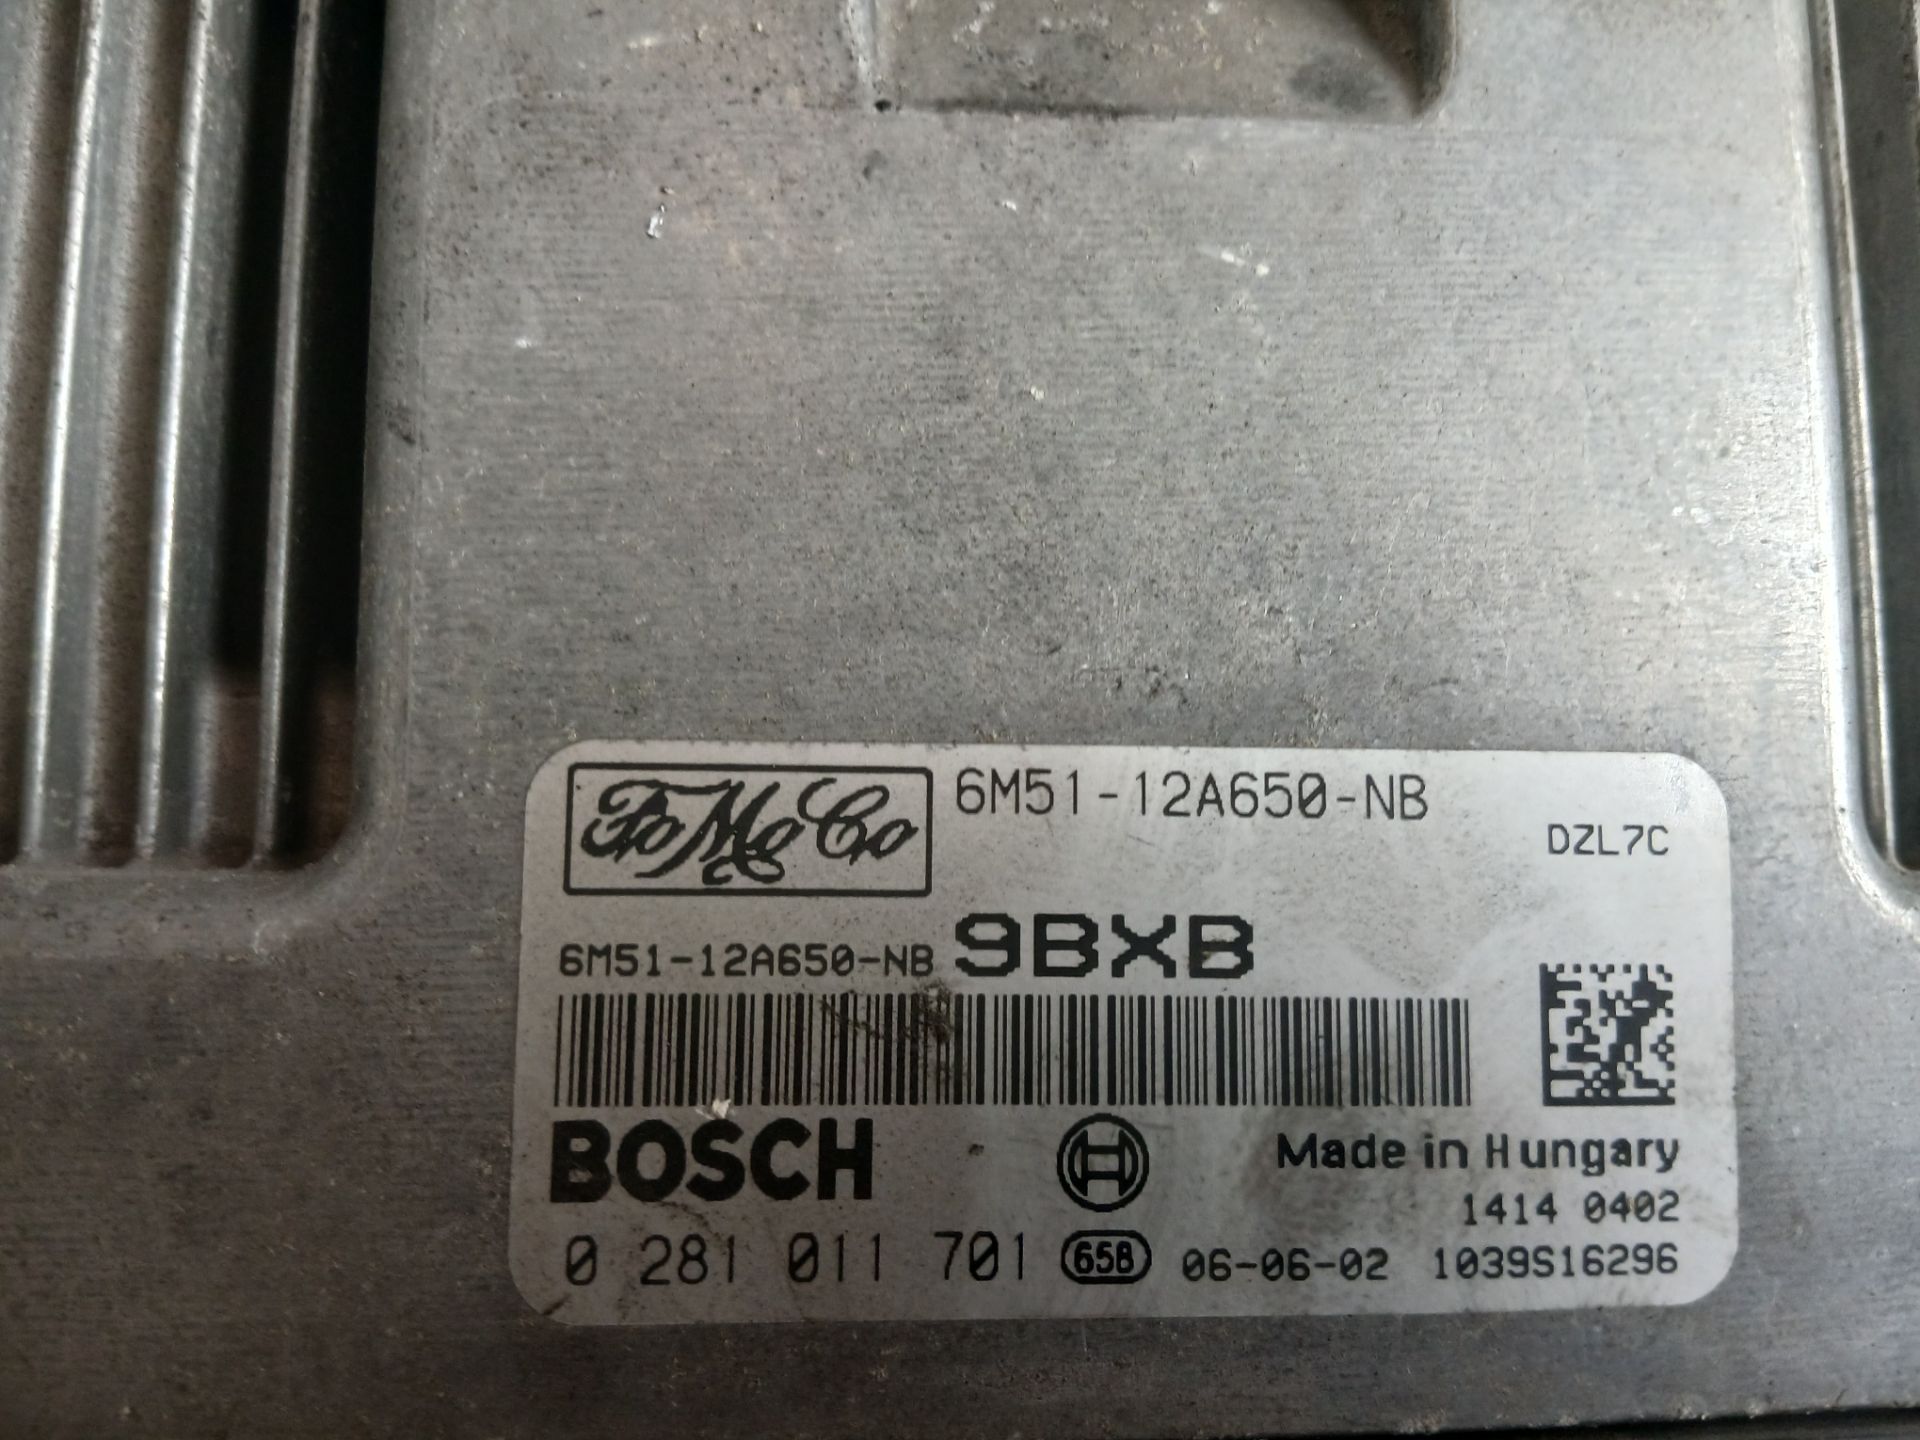 FoMoCo 6M51-12A650-NB
DZL7C
6M51-12A650-NB 9BXB
BOSCH
Made in Hungary
1414 0402
0 281 011 701 658 06-06-02 1039S16296